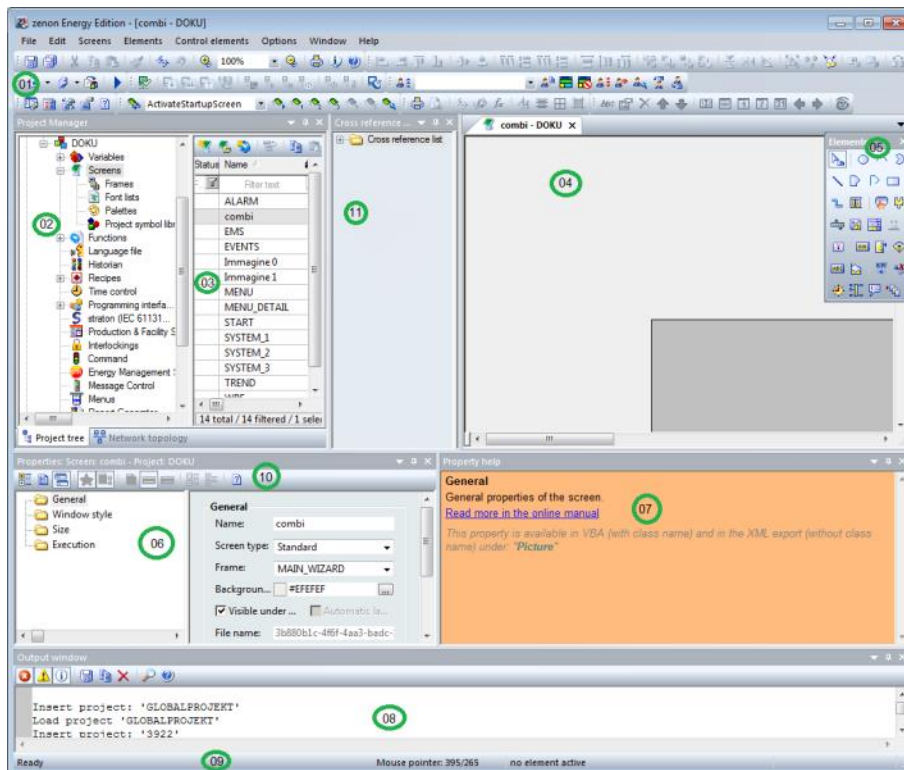 zenon Energy Edition - [combi - DOKU]
File Edit Screens Elements Control elements Options Window Help
100%
01
ActivateStartupScreen
Project Manager
DOKU
Variables
Screens
Frames
Font lists
Palettes
Project symbol libr
02
Functions
Language file
Historian
Recipes
Time control
Programming interfa...
straton (IEC 61131...
Production & Facility S
Interlockings
Command
Energy Management
Message Control
Menus
Report Generator
Project tree Network topology
Status Name
Filter text
ALARM
combi
EMS
EVENTS
Immagine 0
03 Immagine 1
MENU
MENU_DETAIL
START
SYSTEM_1
SYSTEM_2
SYSTEM_3
TREND
14 total / 14 filtered / 1 selec
Cross reference ...
Cross reference list
11
combi - DOKU
04
05
Properties: Screen: combi - Project: DOKU
10
General
Window style
Size
Execution
06
General
Name: combi
Screen type: Standard
Frame: MAIN_WIZARD
Backgroun... #EFEFEF ...
Visible under ... Automatic la...
File name: 3b880b1c-4f6f-4aa3-badc-
Property help
General
General properties of the screen.
Read more in the online manual
07
This property is available in VBA (with class name) and in the XML export (without class
name) under: "Picture"
Output window
Insert project: 'GLOBALPROJEKT'
Load project 'GLOBALPROJEKT'
Insert project: '3922'
08
Ready 09 Mouse pointer: 395/265 no element active